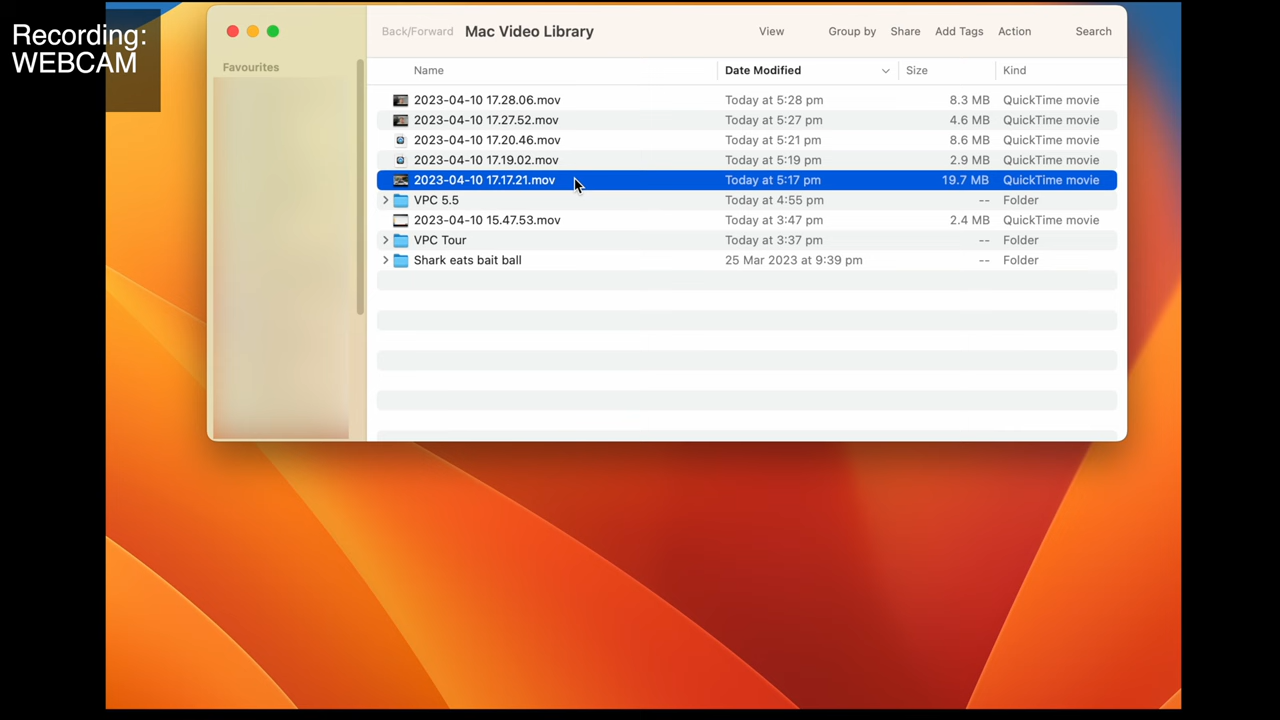 Recording:
WEBCAM
Back/Forward Mac Video Library View Group by Share Add Tags Action Search
Favourites
Name Date Modified Size Kind
2023-04-10 17.28.06.mov Today at 5:28 pm 8.3 MB QuickTime movie
2023-04-10 17.27.52.mov Today at 5:27 pm 4.6 MB QuickTime movie
2023-04-10 17.20.46.mov Today at 5:21 pm 8.6 MB QuickTime movie
2023-04-10 17.19.02.mov Today at 5:19 pm 2.9 MB QuickTime movie
2023-04-10 17.17.21.mov Today at 5:17 pm 19.7 MB QuickTime movie
VPC 5.5 Today at 4:55 pm -- Folder
2023-04-10 15.47.53.mov Today at 3:47 pm 2.4 MB QuickTime movie
VPC Tour Today at 3:37 pm -- Folder
Shark eats bait ball 25 Mar 2023 at 9:39 pm -- Folder